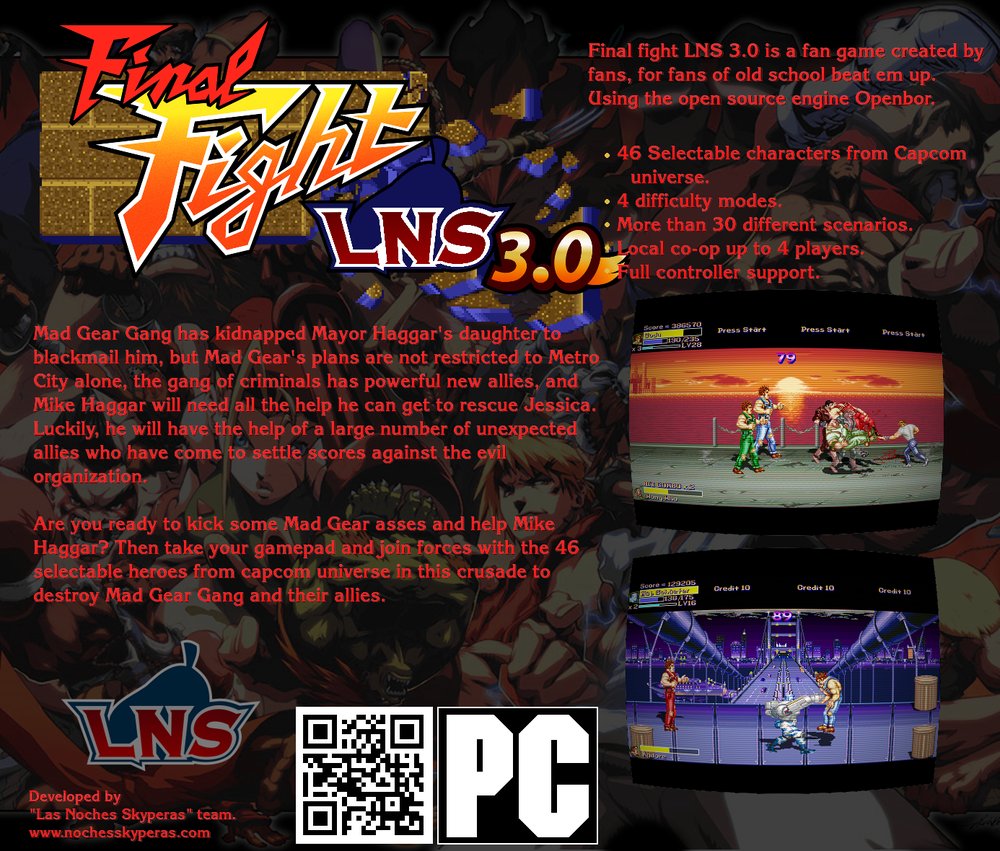 Final
Fight
LNS
3.0
Final fight LNS 3.0 is a fan game created by
fans, for fans of old school beat em up.
Using the open source engine Openbor.
• 46 Selectable characters from Capcom
universe.
• 4 difficulty modes.
• More than 30 different scenarios.
• Local co-op up to 4 players.
• Full controller support.
Mad Gear Gang has kidnapped Mayor Haggar's daughter to
blackmail him, but Mad Gear's plans are not restricted to Metro
City alone, the gang of criminals has powerful new allies, and
Mike Haggar will need all the help he can get to rescue Jessica.
Luckily, he will have the help of a large number of unexpected
allies who have come to settle scores against the evil
organization.
Are you ready to kick some Mad Gear asses and help Mike
Haggar? Then take your gamepad and join forces with the 46
selectable heroes from capcom universe in this crusade to
destroy Mad Gear Gang and their allies.
Score = 386570
Press Start Press Start Press Start
190/235
x 3 LV28
79
Score = 129205
Credit 10 Credit 10 Credit 10
130/175
x 2 LV16
89
LNS
PC
Developed by
"Las Noches Skyperas" team.
www.nochesskyperas.com